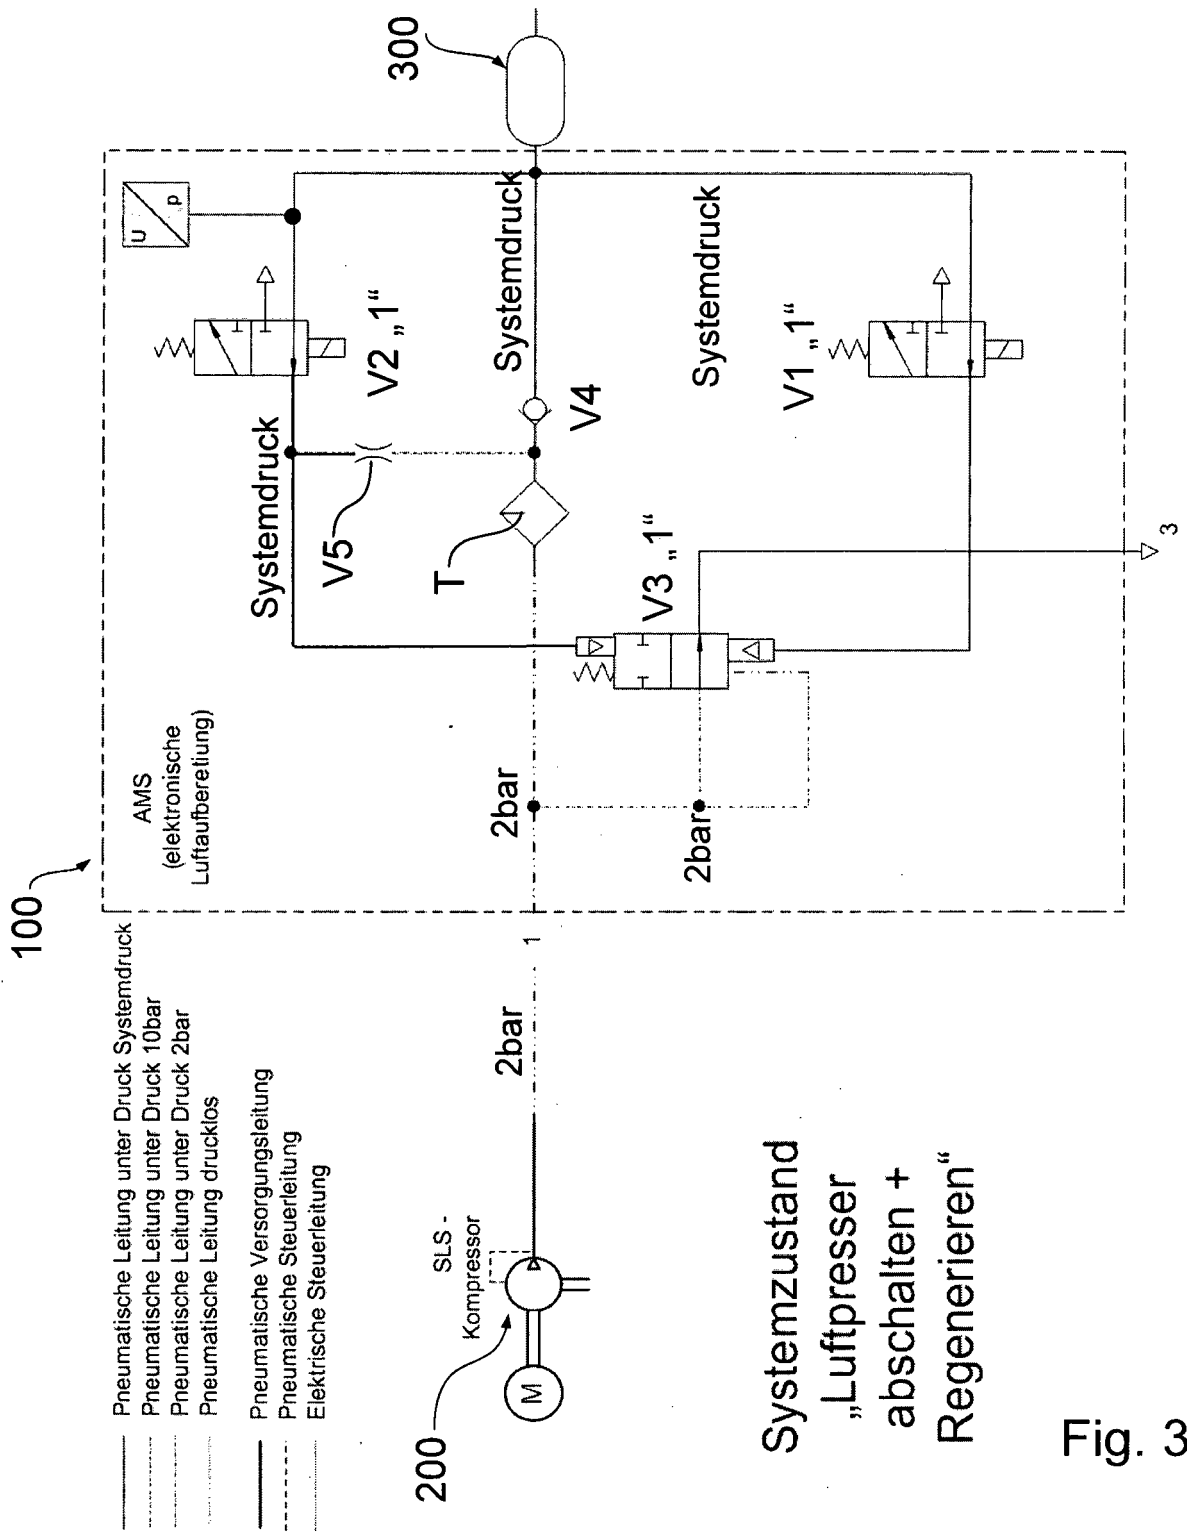 100
AMS
(elektronische
Luftaufberetiung)
U
p
300
Systemdruck
V2 „1“
V5
Systemdruck
V4
T
Systemdruck
V1 „1“
V3 „1“
2bar
2bar
3
1
2bar
Pneumatische Leitung unter Druck Systemdruck
Pneumatische Leitung unter Druck 10bar
Pneumatische Leitung unter Druck 2bar
Pneumatische Leitung drucklos
Pneumatische Versorgungsleitung
Pneumatische Steuerleitung
Elektrische Steuerleitung
SLS -
Kompressor
200
M
Systemzustand
„Luftpresser
abschalten +
Regenerieren“
Fig. 3